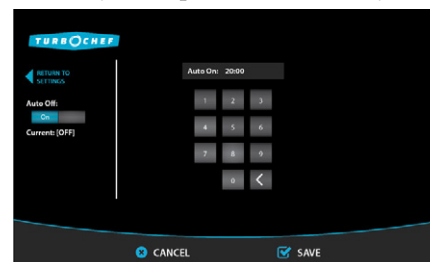 TURBOCHEF
RETURN TO
SETTINGS
Auto Off:
On
Current: [OFF]
Auto On: 20:00
1 2 3
4 5 6
7 8 9
0
CANCEL
SAVE